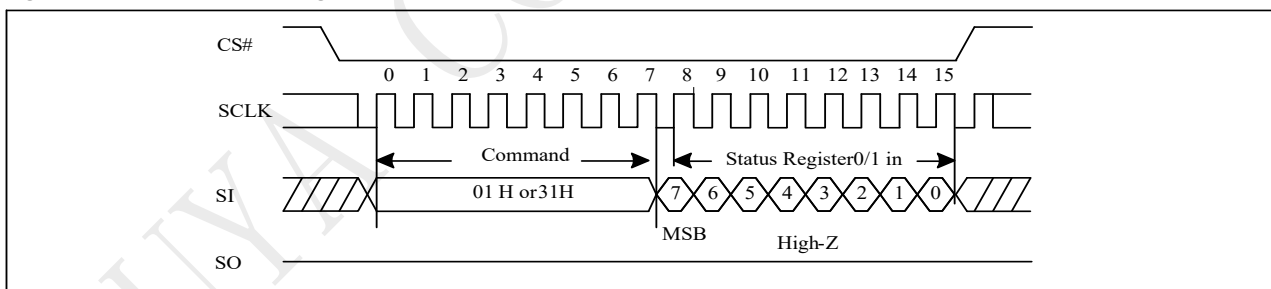 CS#
0 1 2 3 4 5 6 7 8 9 10 11 12 13 14 15
SCLK
Command
Status Register0/1 in
SI
01 H or31H
7 6 5 4 3 2 1 0
MSB
High-Z
SO